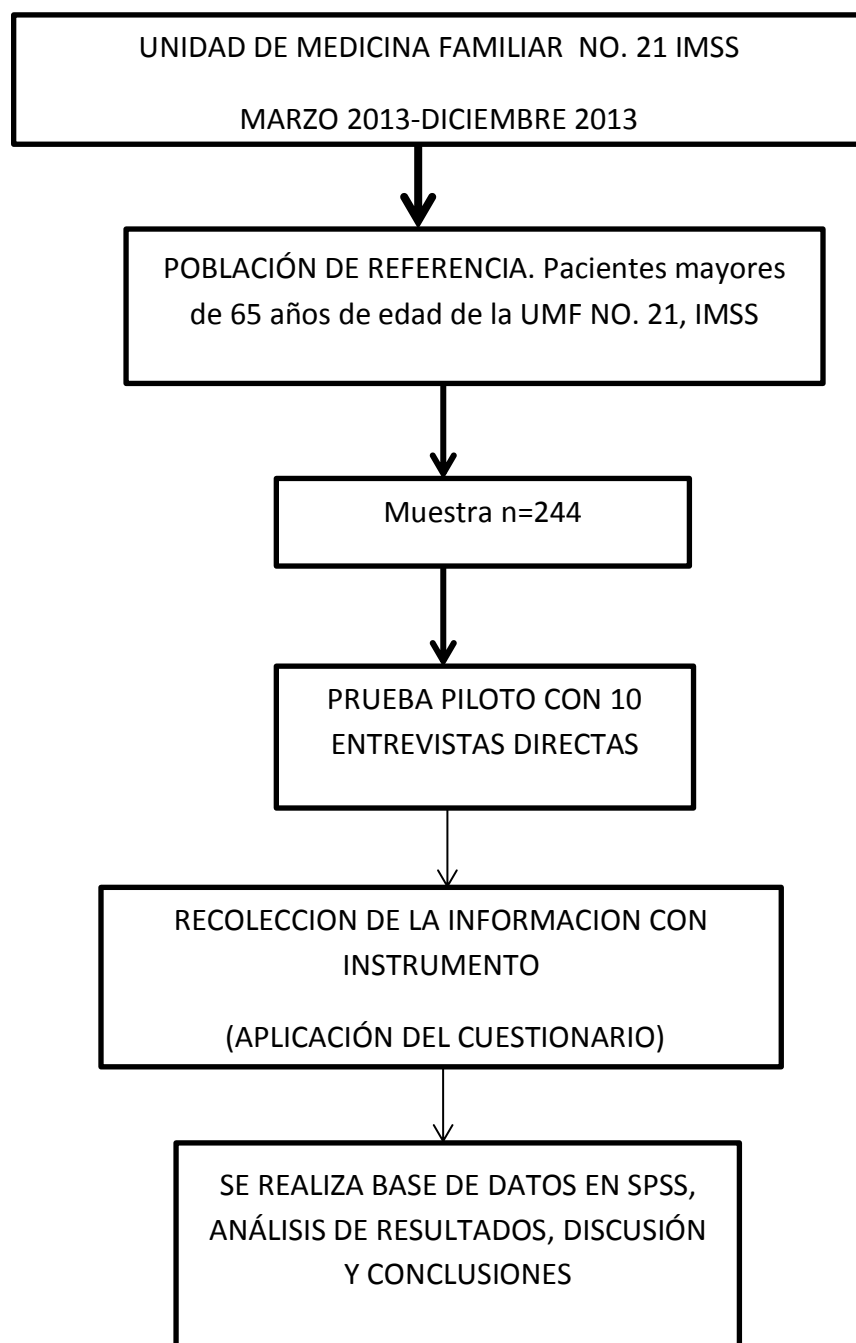 UNIDAD DE MEDICINA FAMILIAR NO. 21 IMSS
MARZO 2013-DICIEMBRE 2013
POBLACIÓN DE REFERENCIA. Pacientes mayores
de 65 años de edad de la UMF NO. 21, IMSS
Muestra n=244
PRUEBA PILOTO CON 10
ENTREVISTAS DIRECTAS
RECOLECCION DE LA INFORMACION CON
INSTRUMENTO
(APLICACIÓN DEL CUESTIONARIO)
SE REALIZA BASE DE DATOS EN SPSS,
ANÁLISIS DE RESULTADOS, DISCUSIÓN
Y CONCLUSIONES